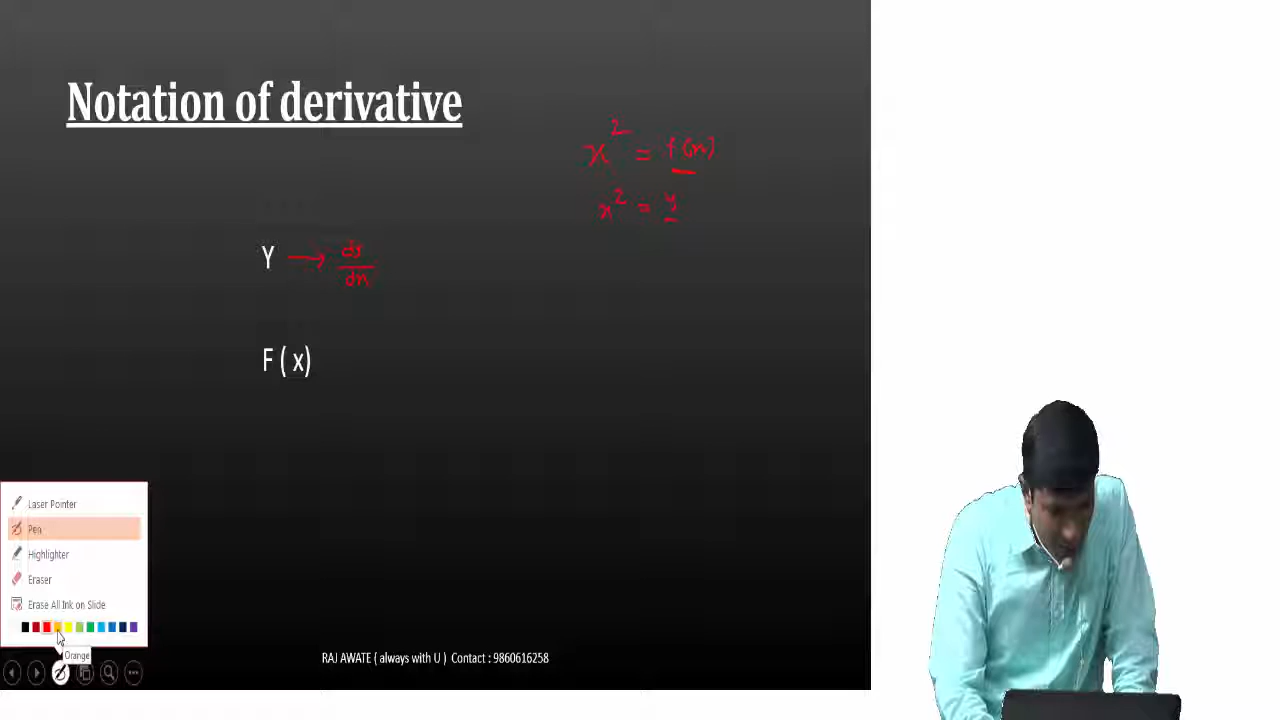 Notation of derivative
x² = f(x)
x² = y
Y → dy/dx
F ( x)
Laser Pointer
Pen
Highlighter
Eraser
Erase All Ink on Slide
Orange
RAJ AWATE ( always with U ) Contact : 9860616258